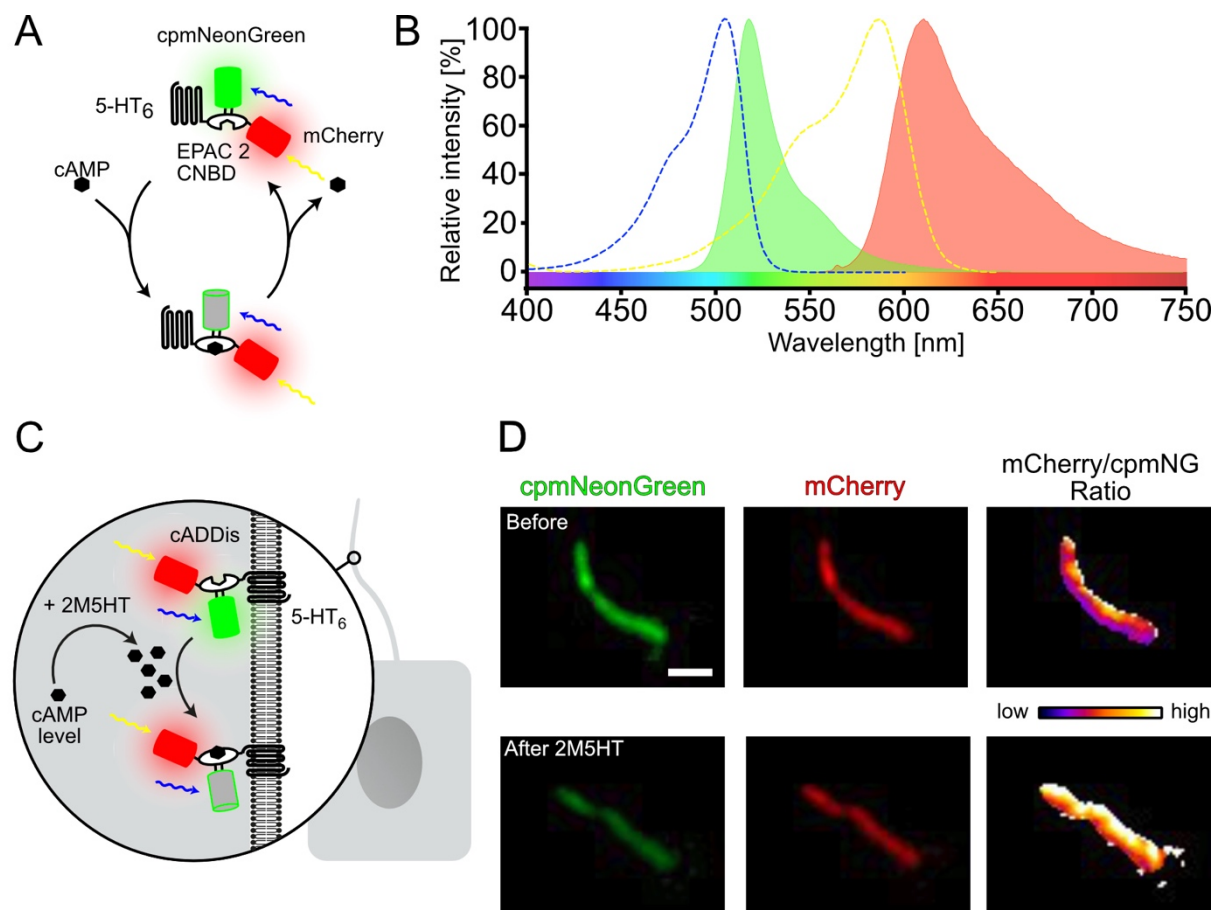 A
cpmNeonGreen
5-HT6
mCherry
EPAC 2
CNBD
cAMP
B
Relative intensity [%]
100
80
60
40
20
0
400 450 500 550 600 650 700 750
Wavelength [nm]
C
cADDis
+ 2M5HT
5-HT6
cAMP
level
D
cpmNeonGreen
mCherry
mCherry/cpmNG
Ratio
Before
low
high
After 2M5HT